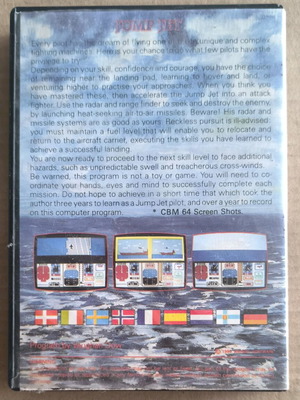 JUMP JET
Every pilot has the dream of flying one of the most unique and complex
fighting machines. Here is your chance to do what few pilots have the
privilege to try.
Depending on your skill, confidence and courage, you have the choice
of remaining near the landing pad, learning to hover and land, or
venturing higher to practice your approaches. When you think you
have mastered these, then accelerate the Jump Jet into an attack
fighter. Use the radar and range finder to seek and destroy the enemy,
by launching heat-seeking air-to-air missiles. Beware! His radar and
missile systems are as good as yours. Reckless pursuit is ill-advised,
you must maintain a fuel level that will enable you to relocate and
return to the aircraft carrier, executing the skills you have learned to
achieve a successful landing.
You are now ready to proceed to the next skill level to face additional
hazards, such as unpredictable swell and treacherous cross-winds.
Be warned, this program is not a toy or game. You will need to co-
ordinate your hands, eyes and mind to successfully complete each
mission. Do not hope to achieve in a short time that which took the
author three years to learn as a Jump Jet pilot, and over a year to record
on this computer program.
* CBM 64 Screen Shots.